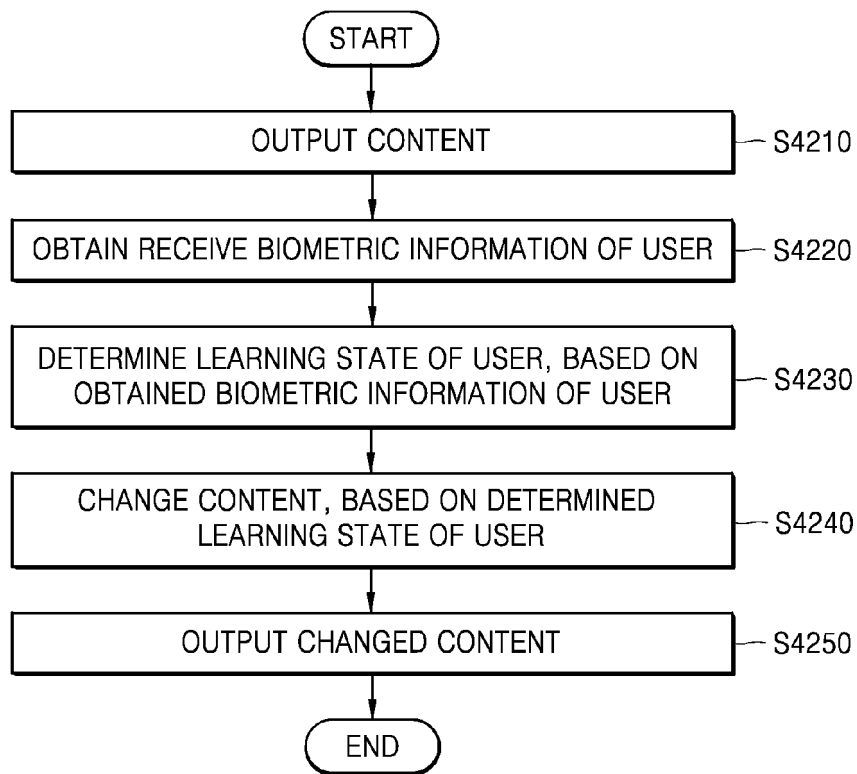 START
OUTPUT CONTENT
S4210
OBTAIN RECEIVE BIOMETRIC INFORMATION OF USER
S4220
DETERMINE LEARNING STATE OF USER, BASED ON
OBTAINED BIOMETRIC INFORMATION OF USER
S4230
CHANGE CONTENT, BASED ON DETERMINED
LEARNING STATE OF USER
S4240
OUTPUT CHANGED CONTENT
S4250
END